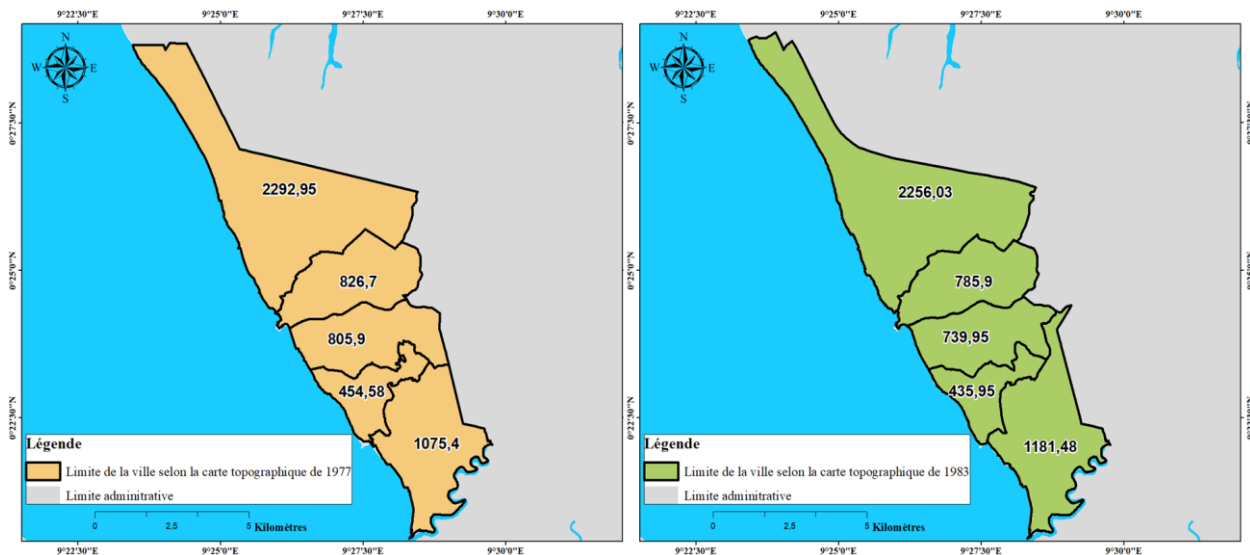 9°22'30"E 9°25'0"E 9°27'30"E 9°30'0"E
N
W E
S
0°27'30"N
2292,95
0°25'0"N
826,7
805,9
454,58
0°22'30"N
1075,4
Légende
Limite de la ville selon la carte topographique de 1977
Limite adminitrative
0 2.5 5
Kilomètres
9°22'30"E 9°25'0"E 9°27'30"E 9°30'0"E
9°22'30"E 9°25'0"E 9°27'30"E 9°30'0"E
N
W E
S
0°27'30"N
2256,03
0°25'0"N
785,9
739,95
435,95
0°22'30"N
1181,48
Légende
Limite de la ville selon la carte topographique de 1983
Limite adminitrative
0 2.5 5
Kilomètres
9°22'30"E 9°25'0"E 9°27'30"E 9°30'0"E